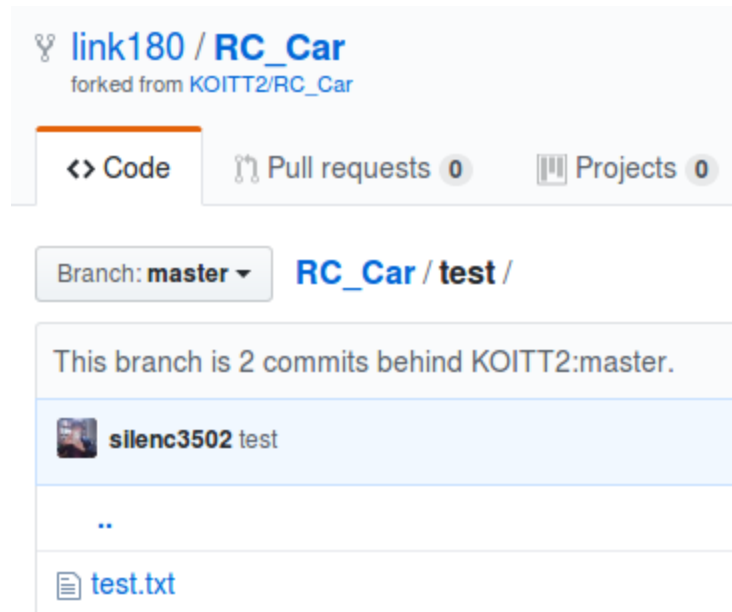 link180 / RC_Car
forked from KOITT2/RC_Car
<> Code Pull requests 0 Projects 0
Branch: master RC_Car / test /
This branch is 2 commits behind KOITT2:master.
silenc3502 test
..
test.txt